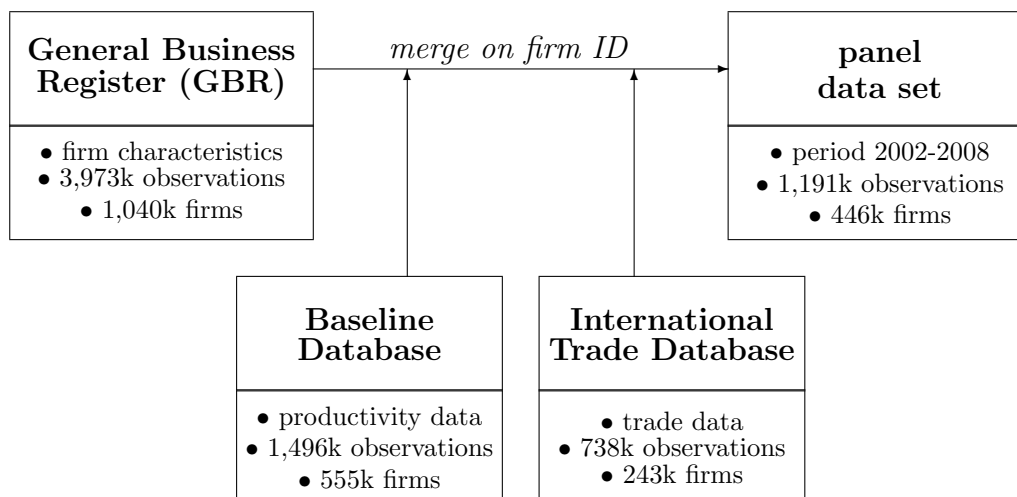 General Business
Register (GBR)
• firm characteristics
• 3,973k observations
• 1,040k firms
merge on firm ID
panel
data set
• period 2002-2008
• 1,191k observations
• 446k firms
Baseline
Database
• productivity data
• 1,496k observations
• 555k firms
International
Trade Database
• trade data
• 738k observations
• 243k firms